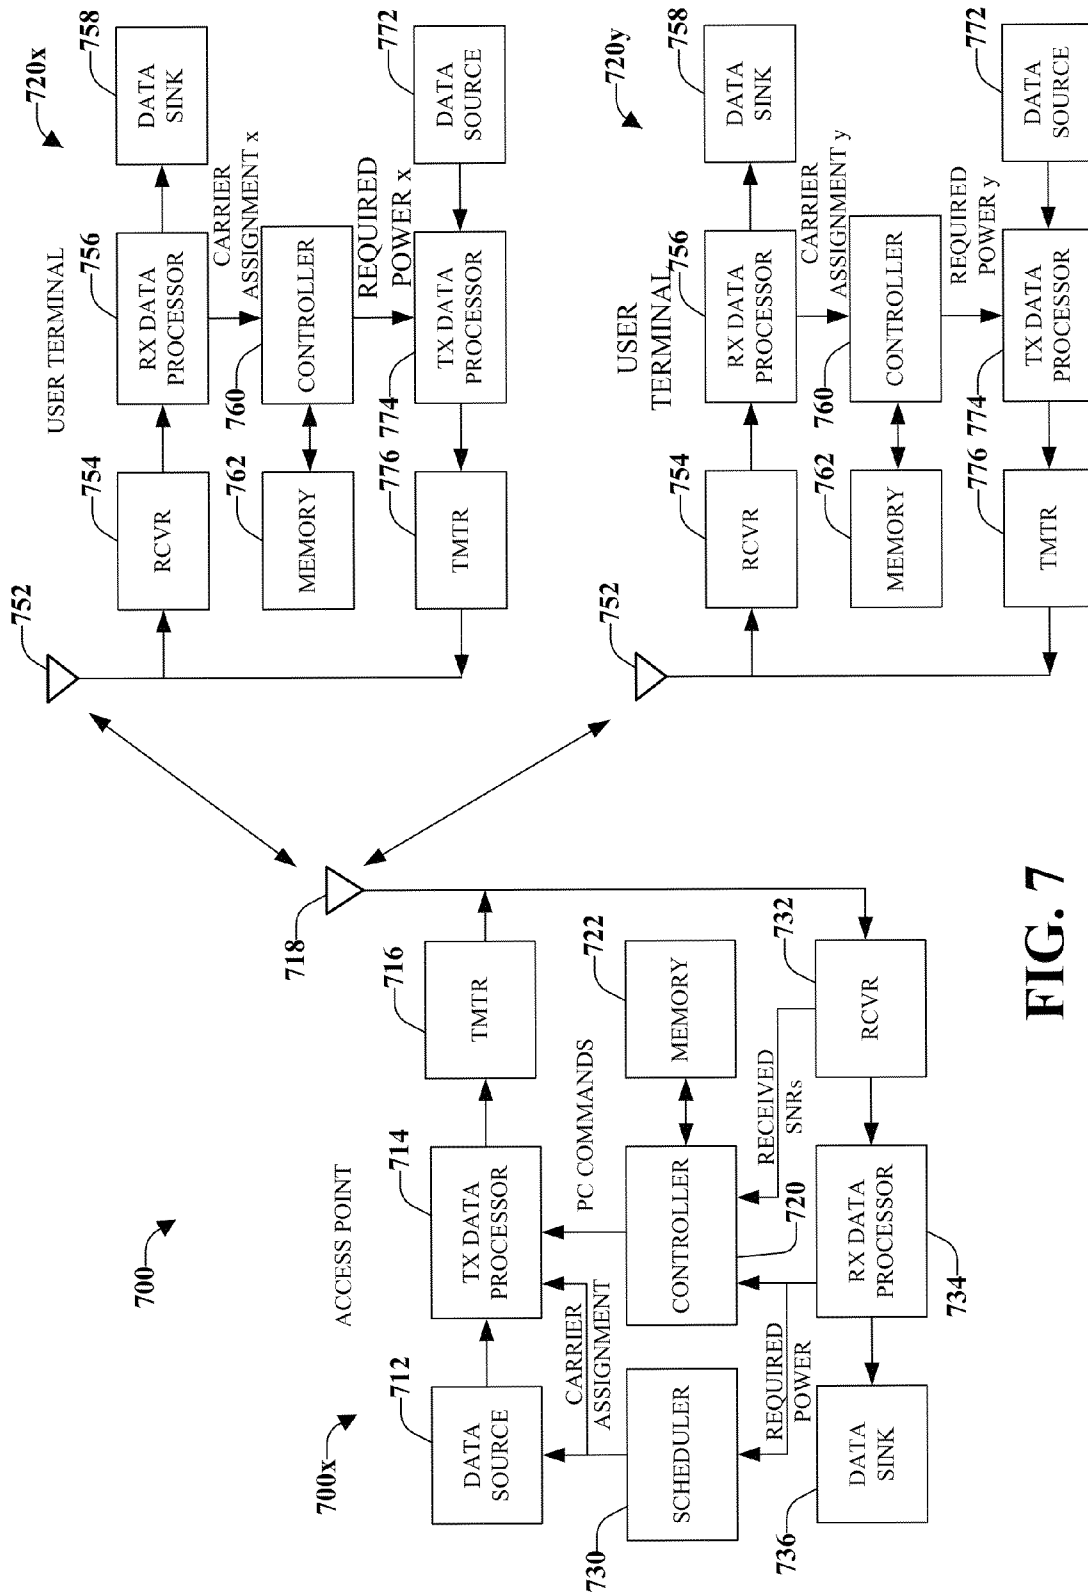 700
700x
ACCESS POINT
712
DATA
SOURCE
714
TX DATA
PROCESSOR
716
TMTR
718
CARRIER
ASSIGNMENT
PC COMMANDS
730
SCHEDULER
CONTROLLER
720
722
MEMORY
REQUIRED
POWER
RECEIVED
SNRs
736
DATA
SINK
734
RX DATA
PROCESSOR
732
RCVR
720x
USER TERMINAL
752
754
RCVR
756
RX DATA
PROCESSOR
758
DATA
SINK
CARRIER
ASSIGNMENT x
762
MEMORY
760
CONTROLLER
REQUIRED
POWER x
776
TMTR
774
TX DATA
PROCESSOR
772
DATA
SOURCE
720y
USER
TERMINAL
752
754
RCVR
756
RX DATA
PROCESSOR
758
DATA
SINK
CARRIER
ASSIGNMENT y
762
MEMORY
760
CONTROLLER
REQUIRED
POWER y
776
TMTR
774
TX DATA
PROCESSOR
772
DATA
SOURCE
FIG. 7